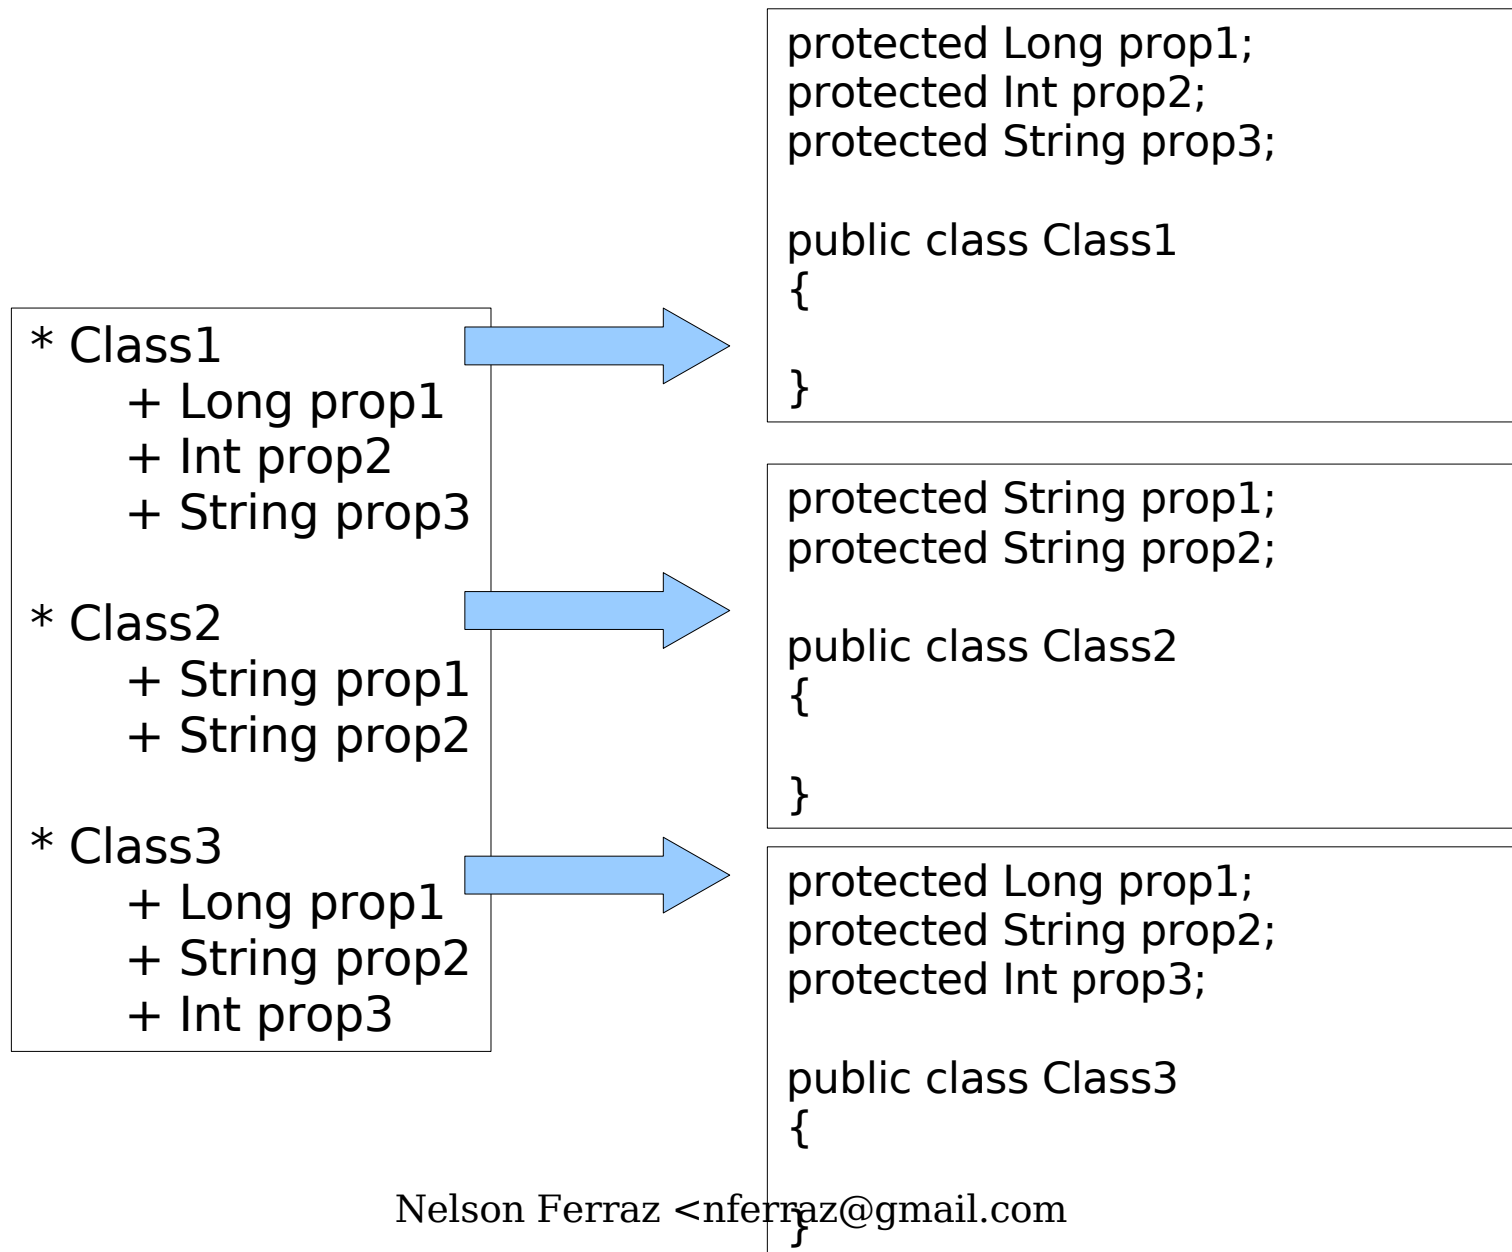 * Class1
+ Long prop1
+ Int prop2
+ String prop3
* Class2
+ String prop1
+ String prop2
* Class3
+ Long prop1
+ String prop2
+ Int prop3
protected Long prop1;
protected Int prop2;
protected String prop3;
public class Class1
{
}
protected String prop1;
protected String prop2;
public class Class2
{
}
protected Long prop1;
protected String prop2;
protected Int prop3;
public class Class3
{
}
Nelson Ferraz <nferraz@gmail.com